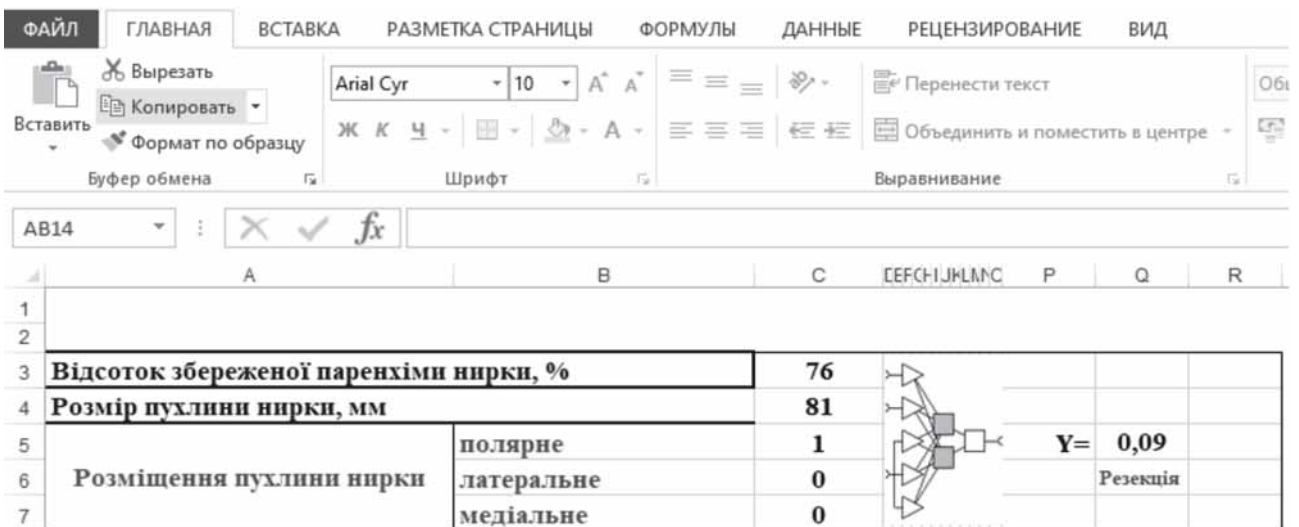 ФАЙЛ ГЛАВНАЯ ВСТАВКА РАЗМЕТКА СТРАНИЦЫ ФОРМУЛЫ ДАННЫЕ РЕЦЕНЗИРОВАНИЕ ВИД
Вырезать
Копировать
Формат по образцу
Вставить
Буфер обмена
Arial Cyr 10
Ж К Ч
Шрифт
Перенести текст
Объединить и поместить в центре
Выравнивание
AB14 fx
A B C P Q R
1
2
3 Відсоток збереженої паренхіми нирки, % 76
4 Розмір пухлини нирки, мм 81
5 полярне 1 Y= 0,09
6 Розміщення пухлини нирки латеральне 0 Резекція
7 медіальне 0